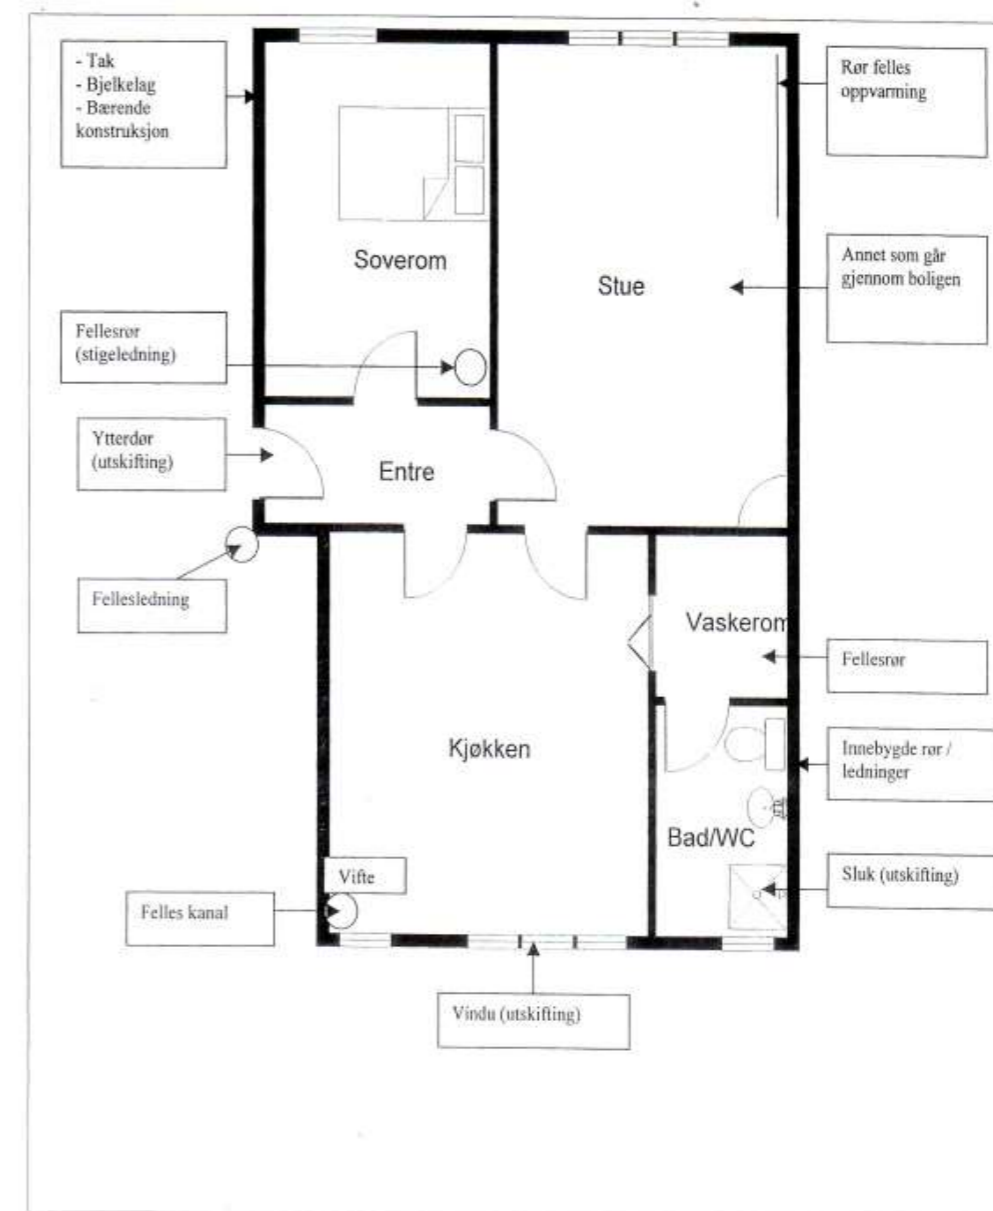 - Tak
- Bjelkelag
- Bærende
konstruksjon
Rør felles
oppvarming
Soverom
Stue
Annet som går
gjennom boligen
Fellesrør
(stigeledning)
Ytterdør
(utskifting)
Entre
Fellesledning
Vaskerom
Fellesrør
Kjøkken
Innebygde rør /
ledninger
Bad/WC
Vifte
Sluk (utskifting)
Felles kanal
Vindu (utskifting)